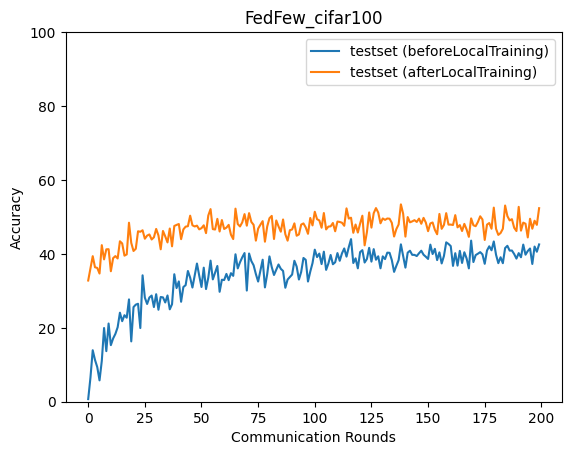 FedFew_cifar100
testset (beforeLocalTraining)
testset (afterLocalTraining)
Accuracy
100
80
60
40
20
0
0 25 50 75 100 125 150 175 200
Communication Rounds